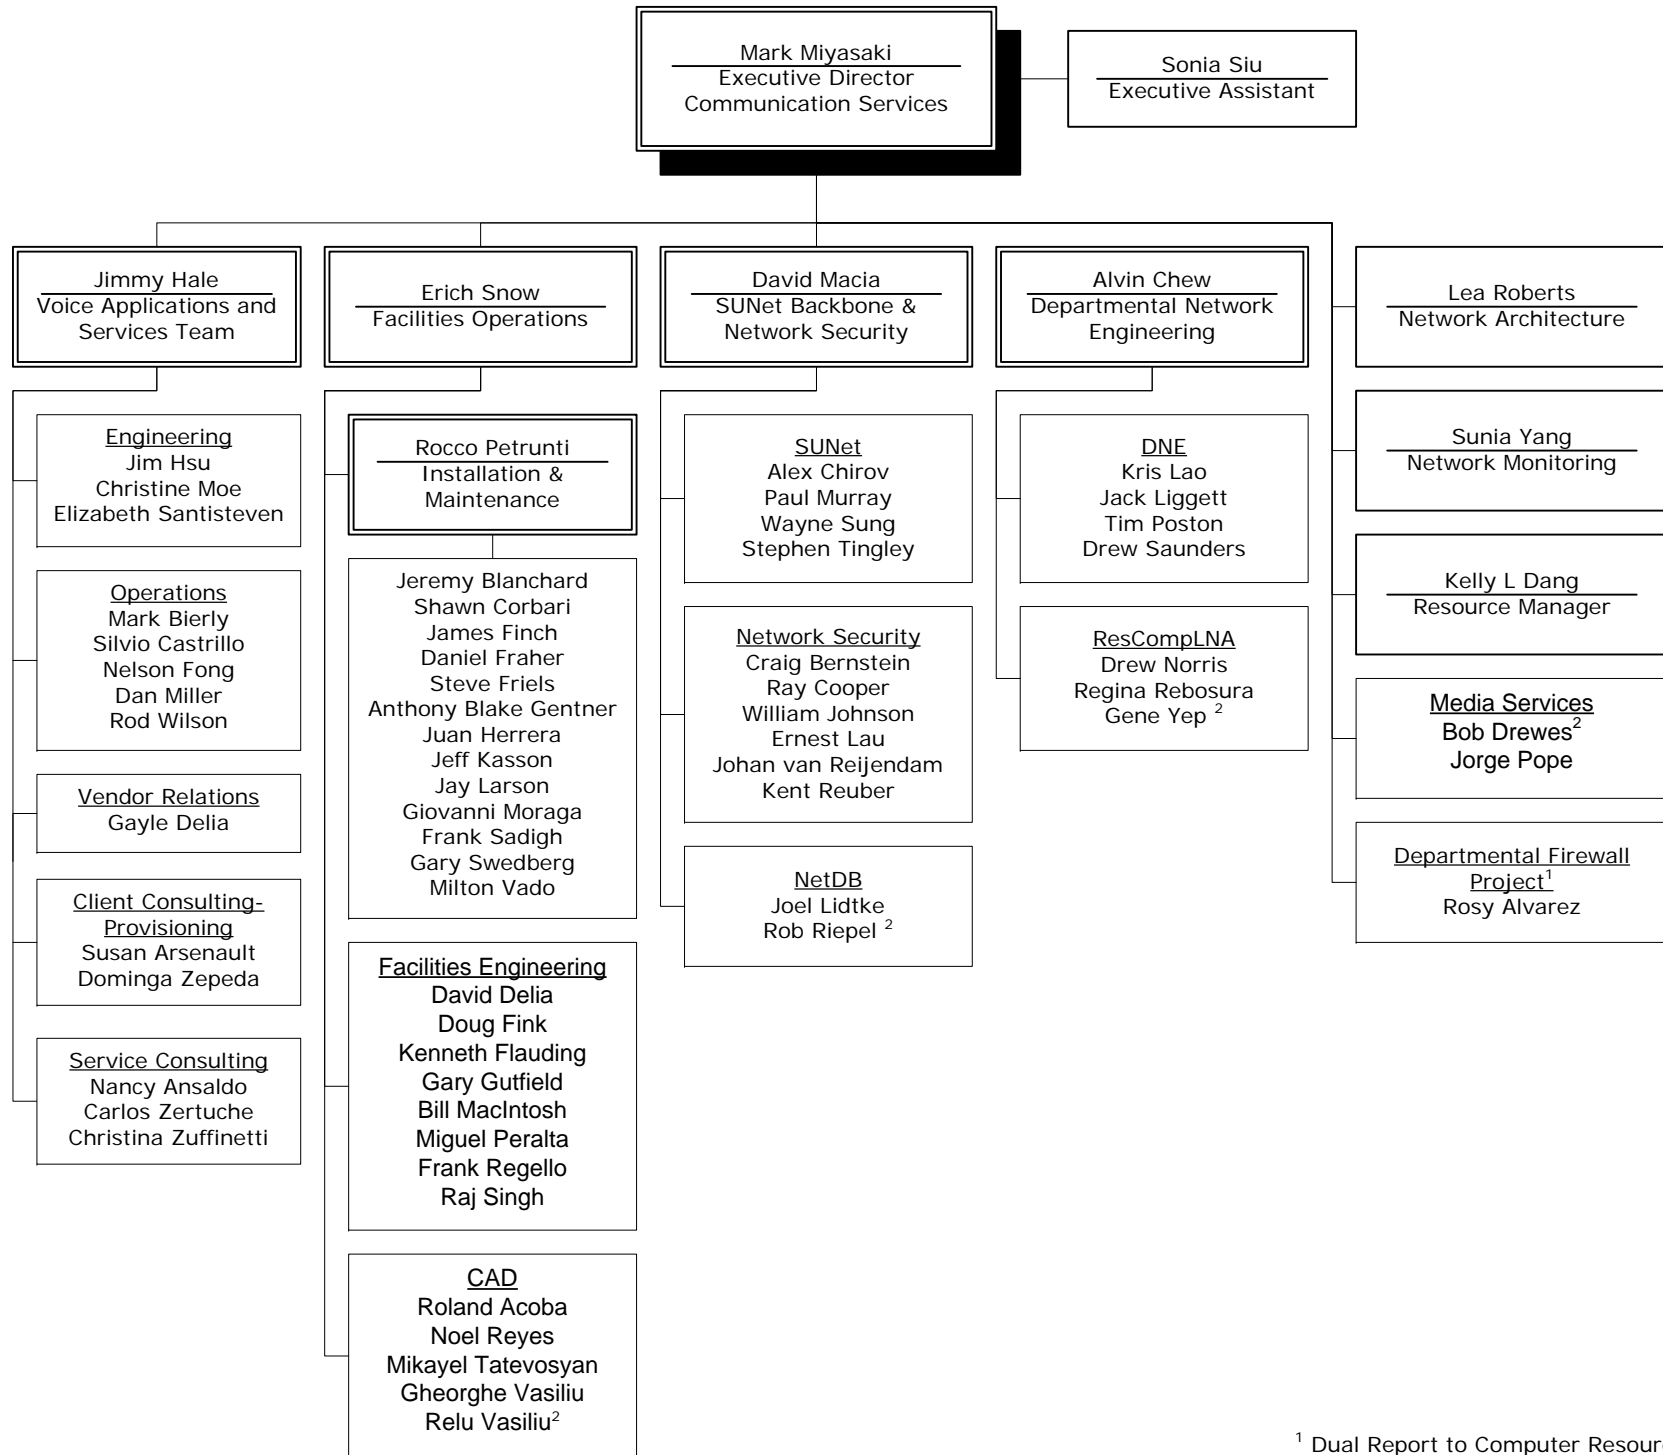 Mark Miyasaki
Executive Director
Communication Services
Sonia Siu
Executive Assistant
Jimmy Hale
Voice Applications and
Services Team
Erich Snow
Facilities Operations
David Macia
SUNet Backbone &
Network Security
Alvin Chew
Departmental Network
Engineering
Lea Roberts
Network Architecture
Engineering
Jim Hsu
Christine Moe
Elizabeth Santisteven
Operations
Mark Bierly
Silvio Castrillo
Nelson Fong
Dan Miller
Rod Wilson
Vendor Relations
Gayle Delia
Client Consulting-
Provisioning
Susan Arsenault
Dominga Zepeda
Service Consulting
Nancy Ansaldo
Carlos Zertuche
Christina Zuffinetti
Rocco Petrunti
Installation &
Maintenance
Jeremy Blanchard
Shawn Corbari
James Finch
Daniel Fraher
Steve Friels
Anthony Blake Gentner
Juan Herrera
Jeff Kasson
Jay Larson
Giovanni Moraga
Frank Sadigh
Gary Swedberg
Milton Vado
Facilities Engineering
David Delia
Doug Fink
Kenneth Flauding
Gary Gutfield
Bill MacIntosh
Miguel Peralta
Frank Regello
Raj Singh
CAD
Roland Acoba
Noel Reyes
Mikayel Tatevosyan
Gheorghe Vasiliu
Relu Vasiliu²
SUNet
Alex Chirov
Paul Murray
Wayne Sung
Stephen Tingley
Network Security
Craig Bernstein
Ray Cooper
William Johnson
Ernest Lau
Johan van Reijendam
Kent Reuber
NetDB
Joel Lidtke
Rob Riepel ²
DNE
Kris Lao
Jack Liggett
Tim Poston
Drew Saunders
ResCompLNA
Drew Norris
Regina Rebosura
Gene Yep ²
Sunia Yang
Network Monitoring
Kelly L Dang
Resource Manager
Media Services
Bob Drewes²
Jorge Pope
Departmental Firewall
Project¹
Rosy Alvarez
¹ Dual Report to Computer Resour